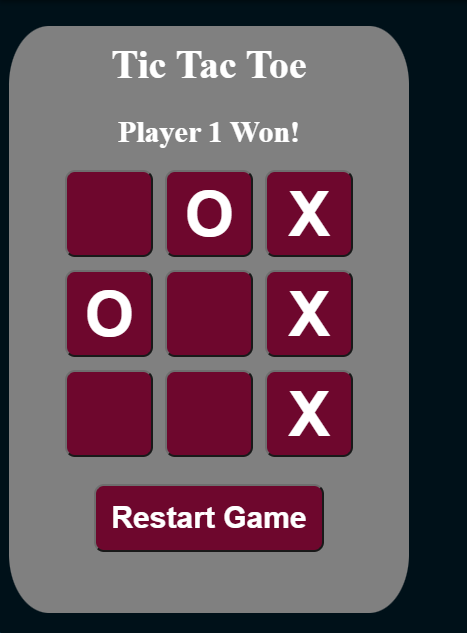 Tic Tac Toe
Player 1 Won!
O X
O X
X
Restart Game